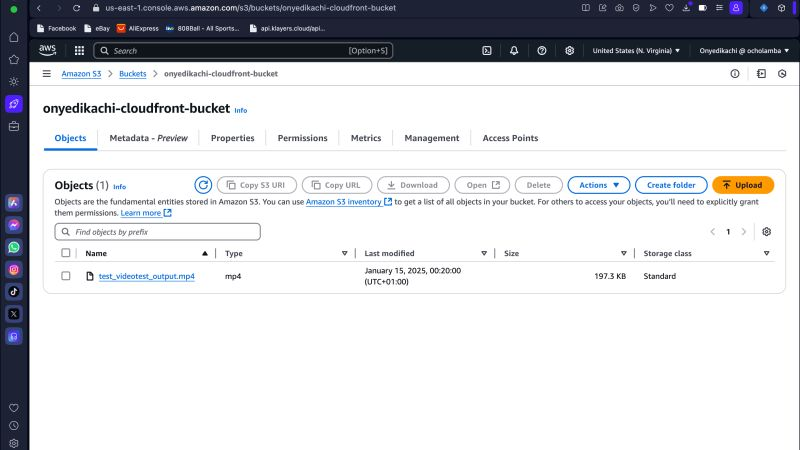 us-east-1.console.aws.amazon.com/s3/buckets/onyedikachi-cloudfront-bucket
Facebook eBay AliExpress 808Ball - All Sports... api.klayers.cloud/api...
aws Search [Option+S] United States (N. Virginia) Onyedikachi @ ocholamba
Amazon S3 Buckets onyedikachi-cloudfront-bucket
onyedikachi-cloudfront-bucket Info
Objects Metadata - Preview Properties Permissions Metrics Management Access Points
Objects (1) Info Copy S3 URI Copy URL Download Open Delete Actions Create folder Upload
Objects are the fundamental entities stored in Amazon S3. You can use Amazon S3 inventory to get a list of all objects in your bucket. For others to access your objects, you'll need to explicitly grant
them permissions. Learn more
Find objects by prefix 1
Name Type Last modified Size Storage class
test_videotest_output.mp4 mp4 January 15, 2025, 00:20:00 197.3 KB Standard
(UTC+01:00)